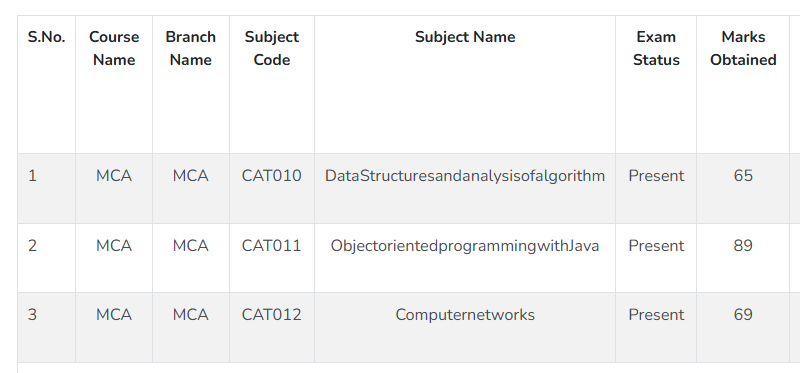 S.No. Course Name Branch Name Subject Code Subject Name Exam Status Marks Obtained
1 MCA MCA CAT010 DataStructuresandanalysisofalgorithm Present 65
2 MCA MCA CAT011 ObjectorientedprogrammingwithJava Present 89
3 MCA MCA CAT012 Computernetworks Present 69